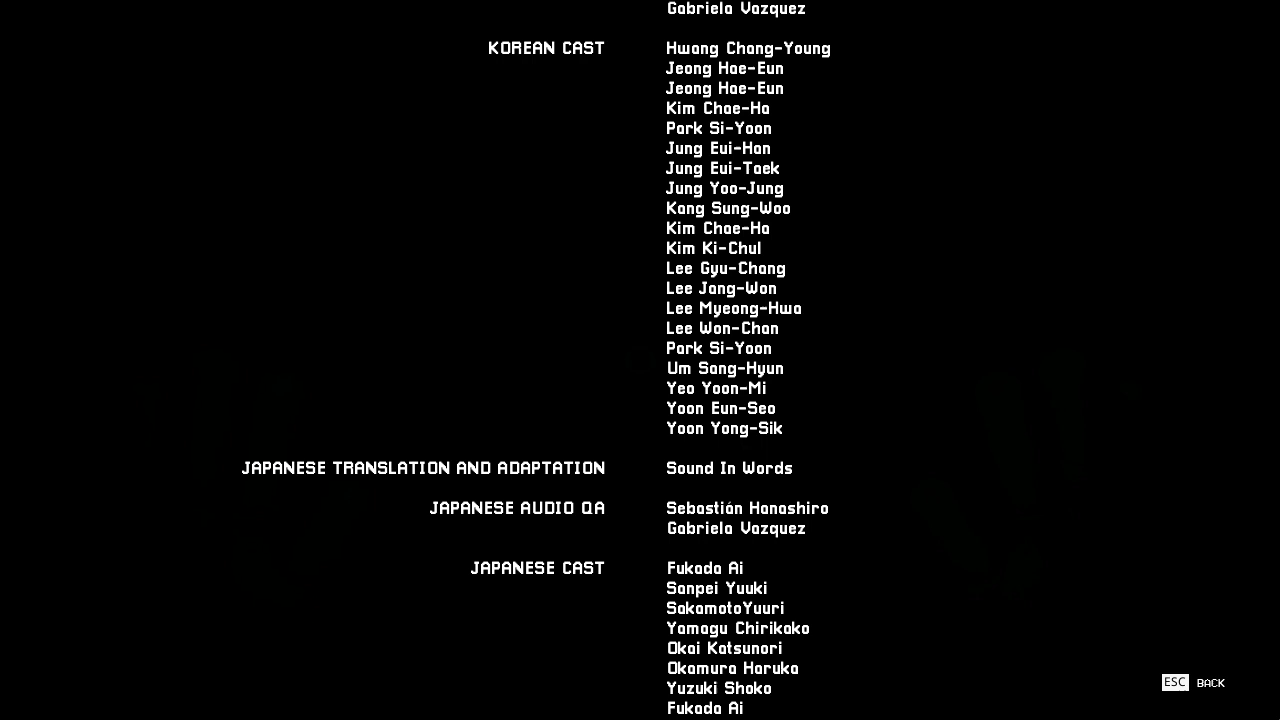 Gabriela Vazquez
KOREAN CAST Hwang Chang-Young
Jeong Hae-Eun
Jeong Hae-Eun
Kim Chae-Ha
Park Si-Yoon
Jung Eui-Han
Jung Eui-Taek
Jung Yoo-Jung
Kang Sung-Woo
Kim Chae-Ha
Kim Ki-Chul
Lee Gyu-Chang
Lee Jang-Won
Lee Myeong-Hwa
Lee Won-Chan
Park Si-Yoon
Um Sang-Hyun
Yeo Yoon-Mi
Yoon Eun-Seo
Yoon Yong-Sik
JAPANESE TRANSLATION AND ADAPTATION Sound In Words
JAPANESE AUDIO QA Sebastián Hanashiro
Gabriela Vazquez
JAPANESE CAST Fukada Ai
Sanpei Yuuki
SakamotoYuuri
Yamagu Chirikako
Okai Katsunori
Okamura Haruka
Yuzuki Shoko
Fukada Ai
ESC BACK